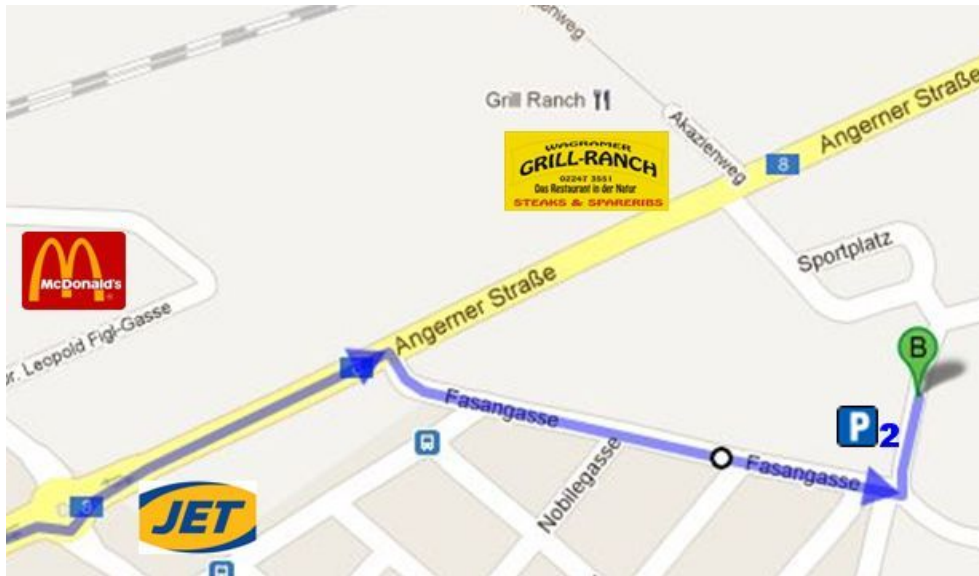 Grill Ranch
Akazienweg
Angerner Straße
8
WAGRAMER
GRILL-RANCH
02247 3551
Das Restaurant in der Natur
STEAKS & SPARERIBS
Sportplatz
McDonald's
Leopold Figl-Gasse
Angerner Straße
B
Fasangasse
P 2
Fasangasse
Nobilegasse
JET